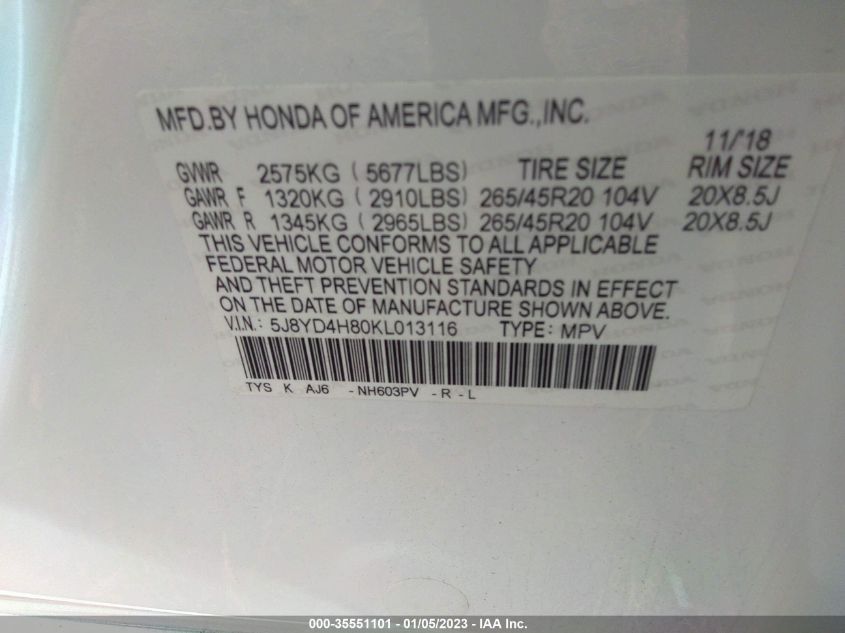 MFD.BY HONDA OF AMERICA MFG.,INC.
11/'18
GVWR 2575KG ( 5677LBS) TIRE SIZE RIM SIZE
GAWR F 1320KG ( 2910LBS) 265/45R20 104V 20X8.5J
GAWR R 1345KG ( 2965LBS) 265/45R20 104V 20X8.5J
THIS VEHICLE CONFORMS TO ALL APPLICABLE
FEDERAL MOTOR VEHICLE SAFETY
AND THEFT PREVENTION STANDARDS IN EFFECT
ON THE DATE OF MANUFACTURE SHOWN ABOVE.
V.I.N.: 5J8YD4H80KL013116 TYPE: MPV
TYS K AJ6 -NH603PV -R -L
000-35551101 - 01/05/2023 - IAA Inc.